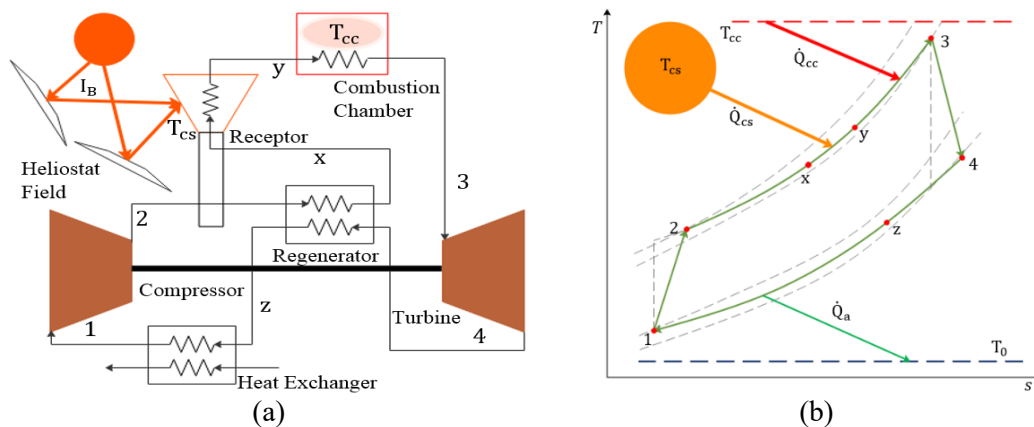 T_cc
y
Combustion
Chamber
I_B
T_cs
Receptor
x
Heliostat
Field
2
3
Regenerator
Compressor
z
Turbine
1
4
Heat Exchanger
(a)
T
T_cc
3
Q̇_cc
T_cs
Q̇_cs
y
x
4
2
z
Q̇_a
1
T_0
s
(b)